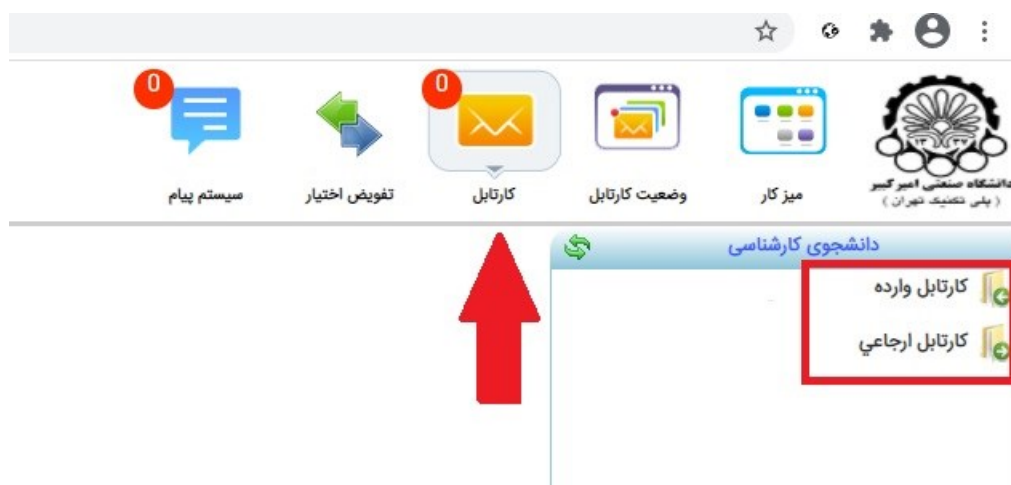 ۱۳۳۷
دانشگاه صنعتی امیرکبیر
( پلی تکنیک تهران )
میز کار
وضعیت کارتابل
0
کارتابل
تفویض اختیار
0
سیستم پیام
دانشجوی کارشناسی
کارتابل وارده
کارتابل ارجاعي